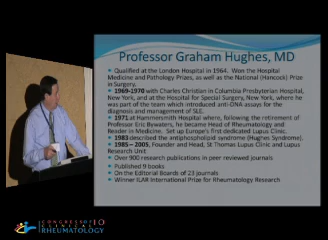 Professor Graham Hughes, MD
Qualified at the London Hospital in 1964. Won the Hospital
Medicine and Pathology Prizes, as well as the National (Hancock) Prize
in Surgery.
1969-1970 with Charles Christian in Columbia Presbyterian Hospital,
New York, and at the Hospital for Special Surgery, New York, where he
was part of the team which introduced anti-DNA assays for the
diagnosis and management of SLE.
1971 at Hammersmith Hospital where, following the retirement of
Professor Eric Bywaters, he became Head of Rheumatology and
Reader in Medicine. Set up Europe's first dedicated Lupus Clinic.
1983 described the antiphospholipid syndrome (Hughes Syndrome).
1985 - 2005, Founder and Head, St Thomas Lupus Clinic and Lupus
Research Unit
Over 900 research publications in peer reviewed journals
Published 9 books
On the Editorial Boards of 23 journals
Winner ILAR International Prize for Rheumatology Research
CONGRESS OF 10
CLINICAL
RHEUMATOLOGY